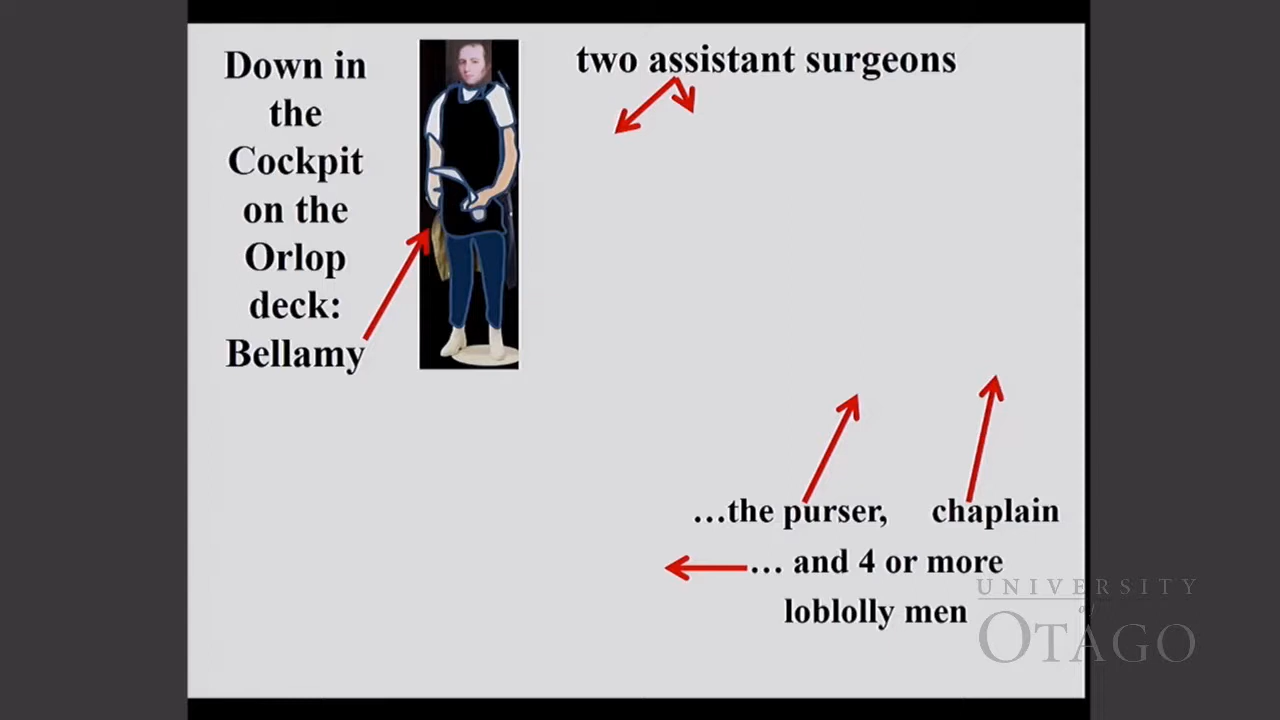 Down in
the
Cockpit
on the
Orlop
deck:
Bellamy
two assistant surgeons
…the purser, chaplain
… and 4 or more
loblolly men
UNIVERSITY
of
OTAGO